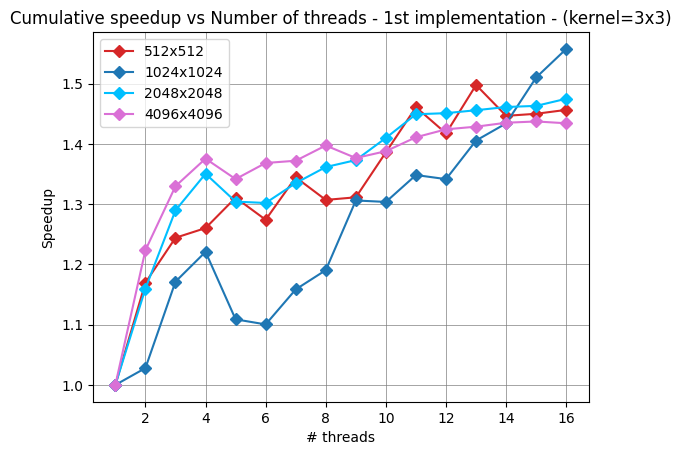 Cumulative speedup vs Number of threads - 1st implementation - (kernel=3x3)
512x512
1024x1024
2048x2048
4096x4096
Speedup
1.5
1.4
1.3
1.2
1.1
1.0
2 4 6 8 10 12 14 16
# threads